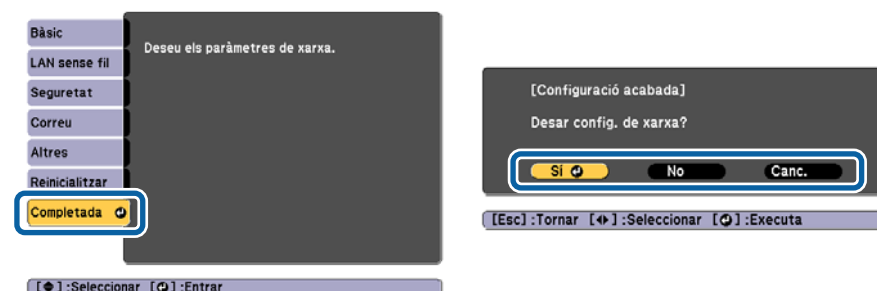 Bàsic
LAN sense fil
Seguretat
Correu
Altres
Reinicialitzar
Completada
Deseu els paràmetres de xarxa.
[ ] :Seleccionar [ ] :Entrar
[Configuració acabada]
Desar config. de xarxa?
Sí No Canc.
[Esc] :Tornar [ ] :Seleccionar [ ] :Executa